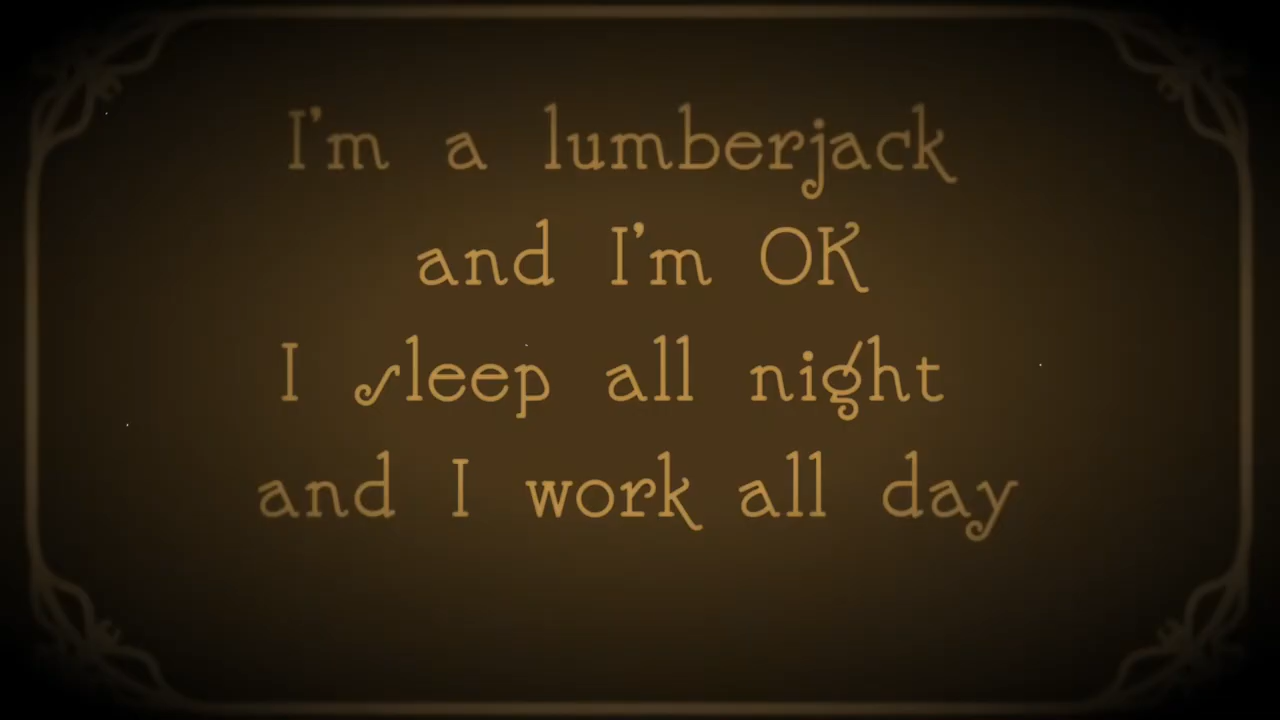 I'm a lumberjack
and I'm OK
I sleep all night
and I work all day